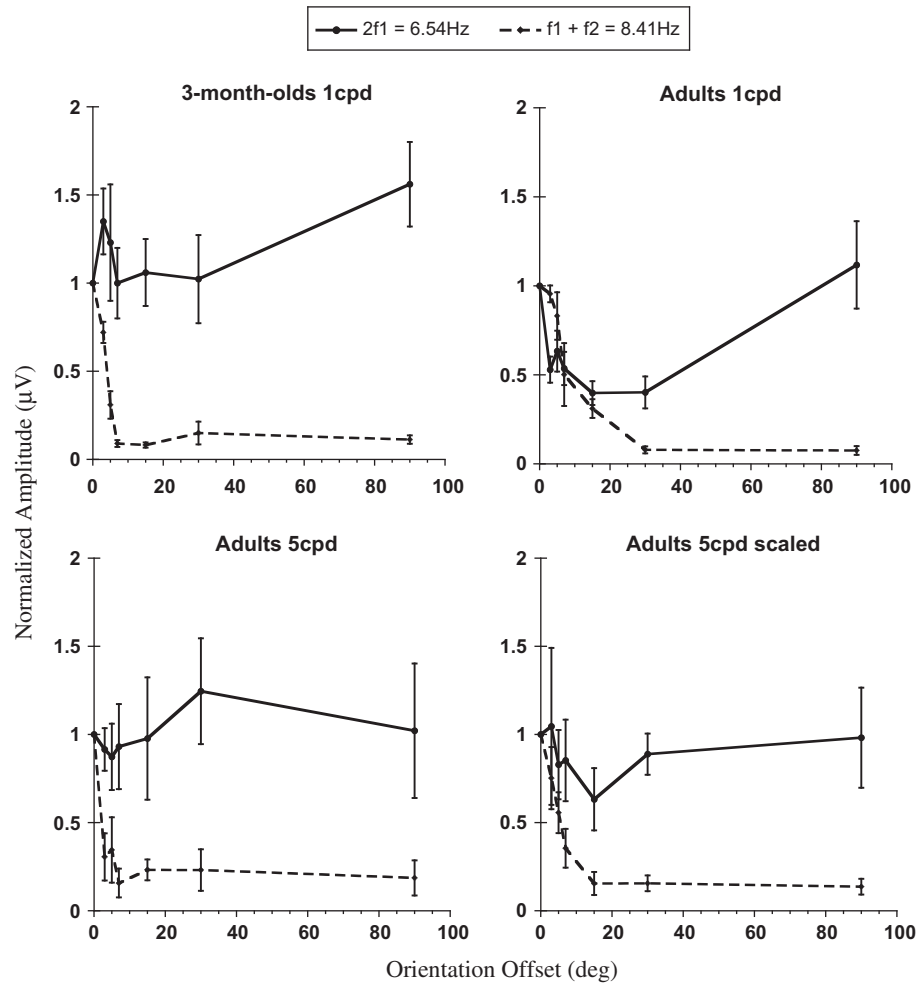 2f1 = 6.54Hz f1 + f2 = 8.41Hz
3-month-olds 1cpd
2
1.5
1
0.5
0
0 20 40 60 80 100
Adults 1cpd
2
1.5
1
0.5
0
0 20 40 60 80 100
Normalized Amplitude (µV)
Adults 5cpd
2
1.5
1
0.5
0
0 20 40 60 80 100
Adults 5cpd scaled
2
1.5
1
0.5
0
0 20 40 60 80 100
Orientation Offset (deg)